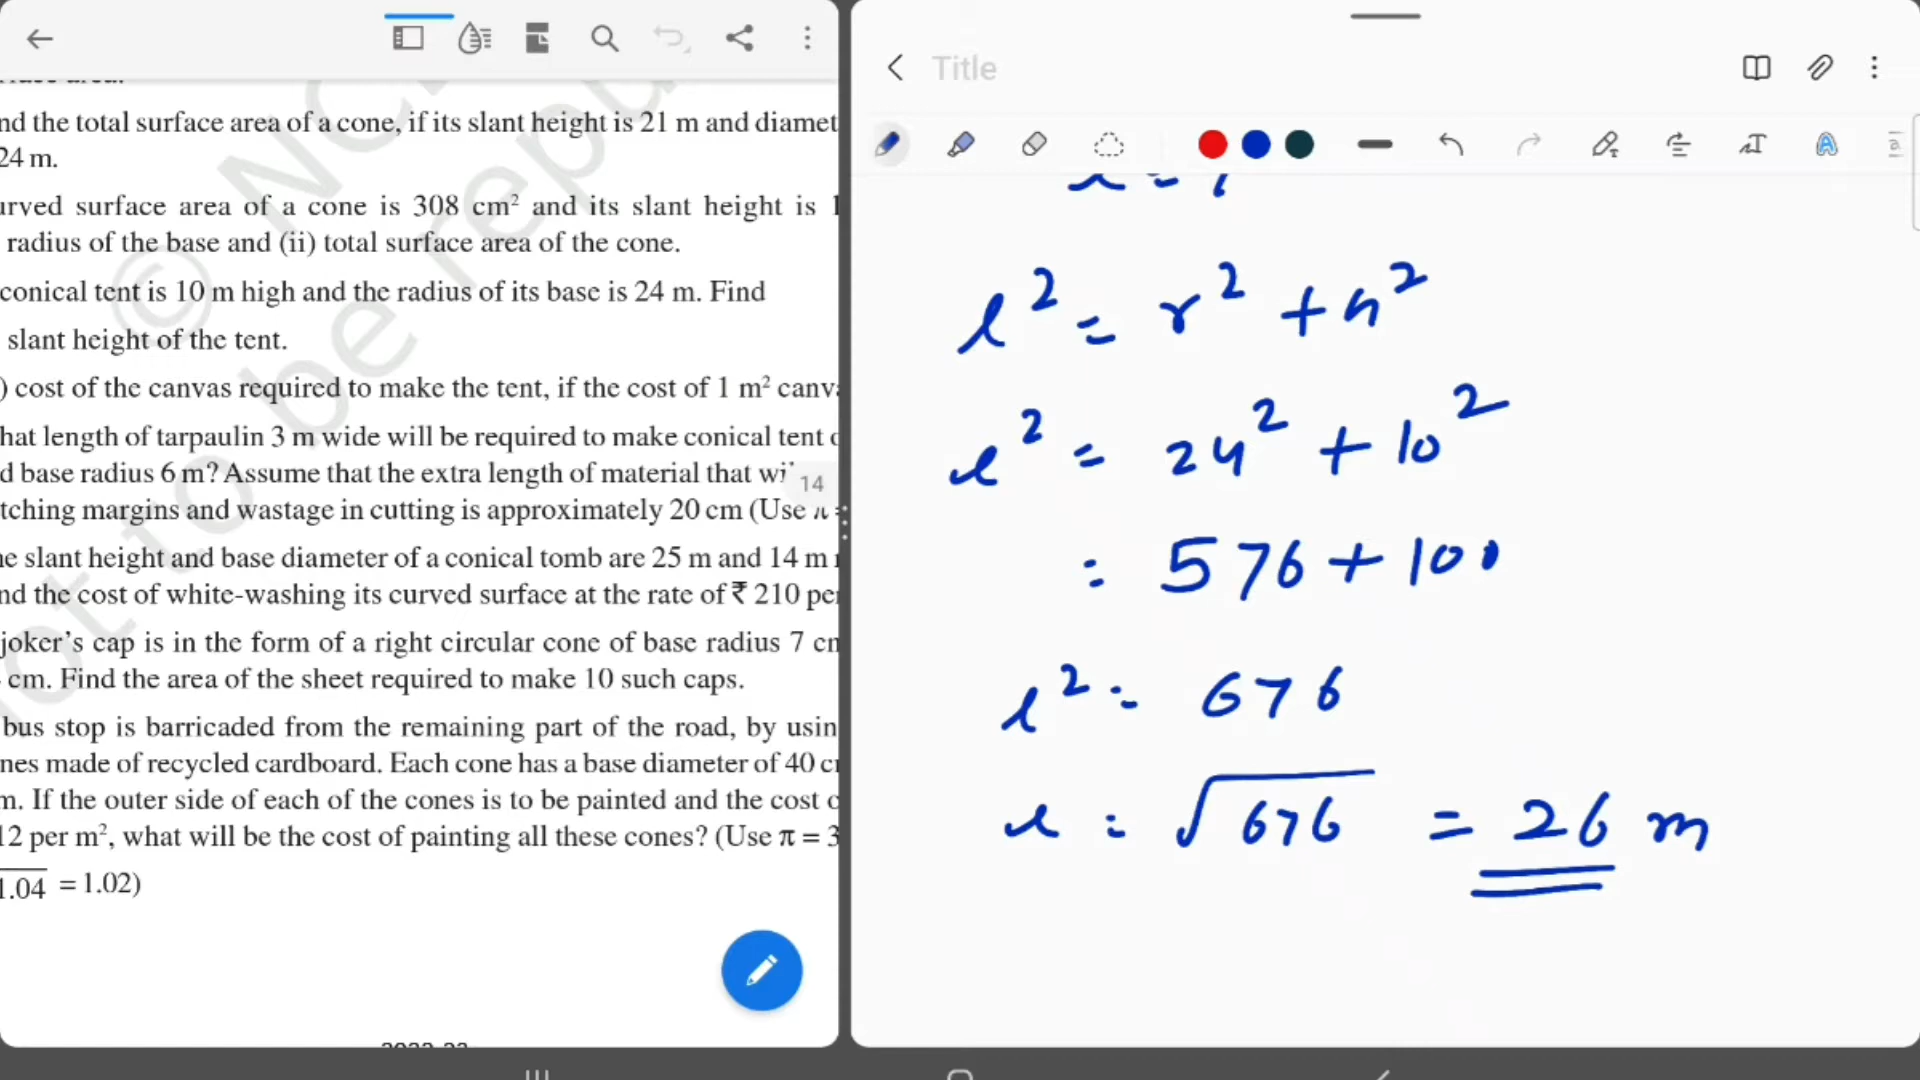 nd the total surface area of a cone, if its slant height is 21 m and diamet
24 m.
urved surface area of a cone is 308 cm² and its slant height is 1
radius of the base and (ii) total surface area of the cone.
conical tent is 10 m high and the radius of its base is 24 m. Find
slant height of the tent.
) cost of the canvas required to make the tent, if the cost of 1 m² canv
hat length of tarpaulin 3 m wide will be required to make conical tent o
d base radius 6 m? Assume that the extra length of material that wi
14
tching margins and wastage in cutting is approximately 20 cm (Use π =
he slant height and base diameter of a conical tomb are 25 m and 14 m
nd the cost of white-washing its curved surface at the rate of ₹ 210 per
joker's cap is in the form of a right circular cone of base radius 7 cm
cm. Find the area of the sheet required to make 10 such caps.
bus stop is barricaded from the remaining part of the road, by usin
nes made of recycled cardboard. Each cone has a base diameter of 40 c
m. If the outer side of each of the cones is to be painted and the cost o
12 per m², what will be the cost of painting all these cones? (Use π = 3
1.04 = 1.02)
2022-23
Title
l = ?
l² = r² + h²
l² = 24² + 10²
= 576 + 100
l² = 676
l = √676 = 26 m